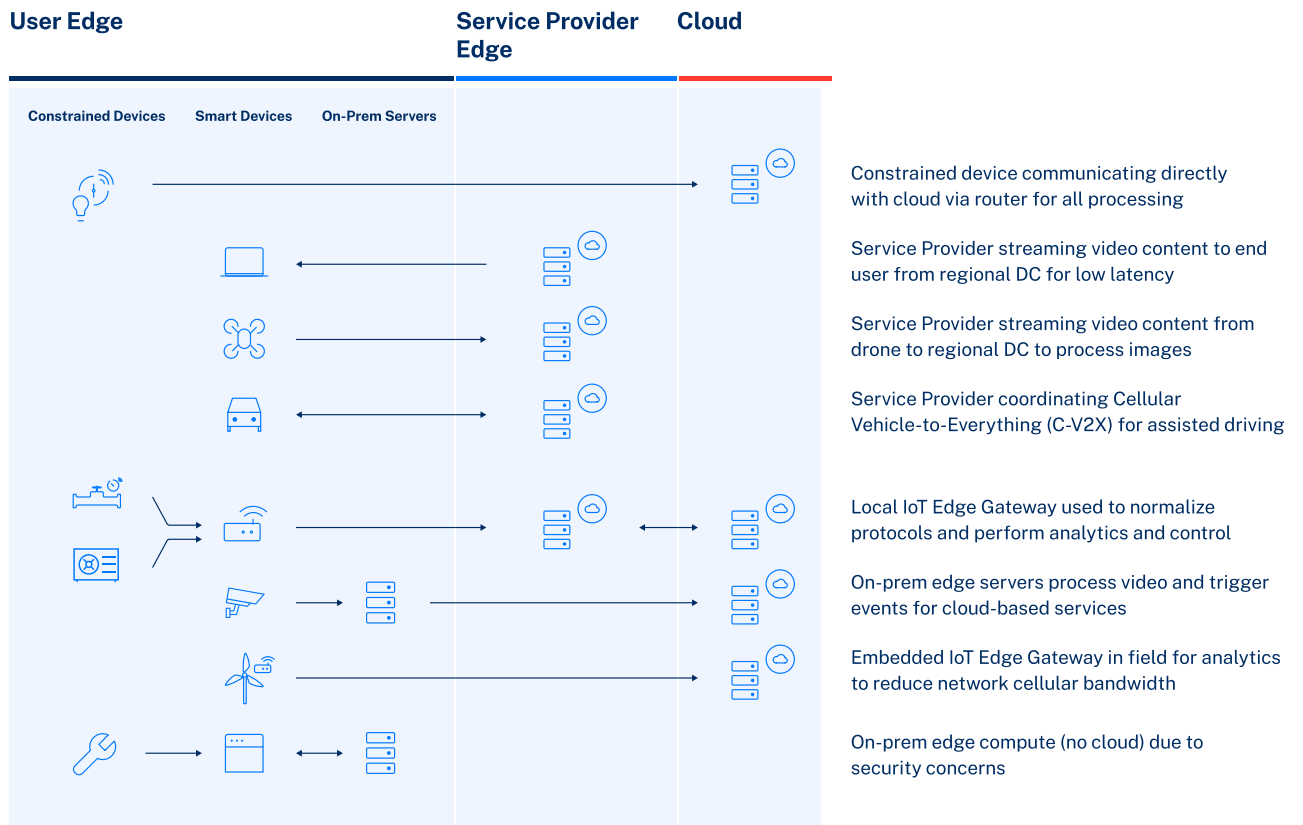 User Edge
Service Provider
Edge
Cloud
Constrained Devices
Smart Devices
On-Prem Servers
Constrained device communicating directly
with cloud via router for all processing
Service Provider streaming video content to end
user from regional DC for low latency
Service Provider streaming video content from
drone to regional DC to process images
Service Provider coordinating Cellular
Vehicle-to-Everything (C-V2X) for assisted driving
Local IoT Edge Gateway used to normalize
protocols and perform analytics and control
On-prem edge servers process video and trigger
events for cloud-based services
Embedded IoT Edge Gateway in field for analytics
to reduce network cellular bandwidth
On-prem edge compute (no cloud) due to
security concerns